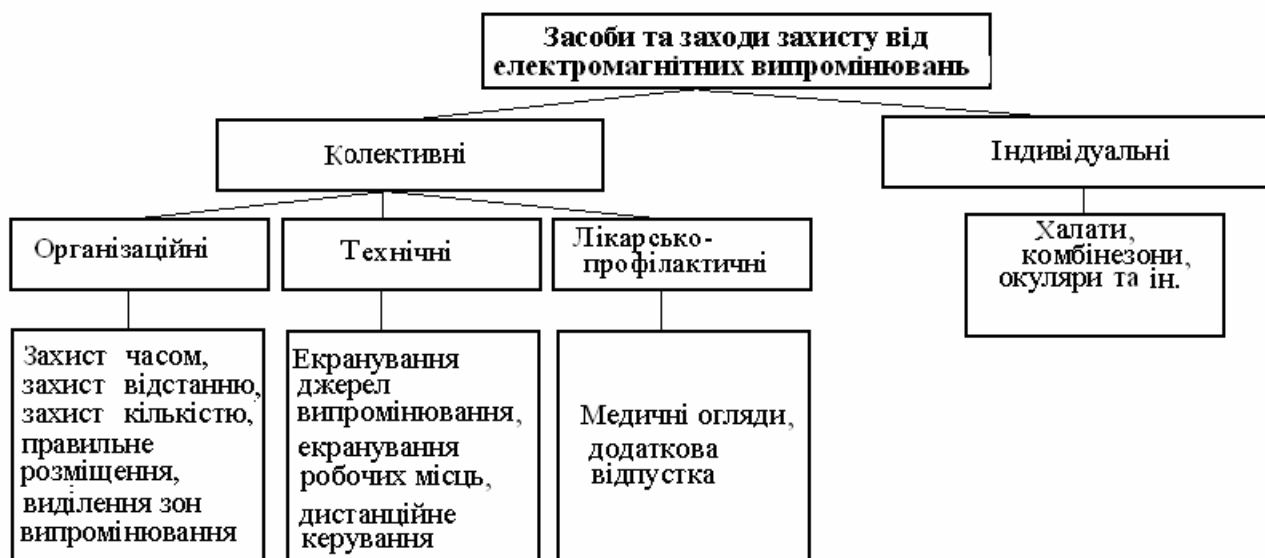 Засоби та заходи захисту від
електромагнітних випромінювань
Колективні
Індивідуальні
Організаційні
Технічні
Лікарсько-
профілактичні
Халати,
комбінезони,
окуляри та ін.
Захист часом,
захист відстанню,
захист кількістю,
правильне
розміщення,
виділення зон
випромінювання
Екранування
джерел
випромінювання,
екранування
робочих місць,
дистанційне
керування
Медичні огляди,
додаткова
відпустка